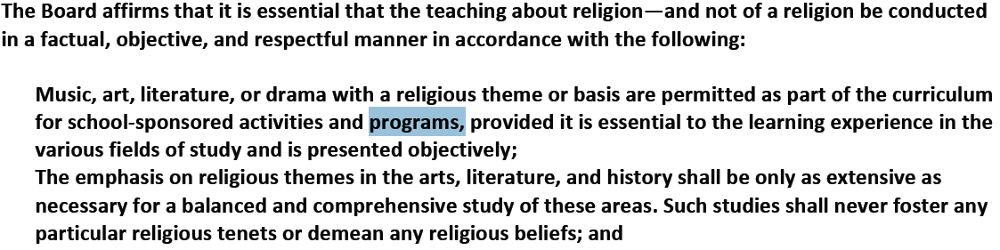 The Board affirms that it is essential that the teaching about religion—and not of a religion be conducted
in a factual, objective, and respectful manner in accordance with the following:
Music, art, literature, or drama with a religious theme or basis are permitted as part of the curriculum
for school-sponsored activities and programs, provided it is essential to the learning experience in the
various fields of study and is presented objectively;
The emphasis on religious themes in the arts, literature, and history shall be only as extensive as
necessary for a balanced and comprehensive study of these areas. Such studies shall never foster any
particular religious tenets or demean any religious beliefs; and